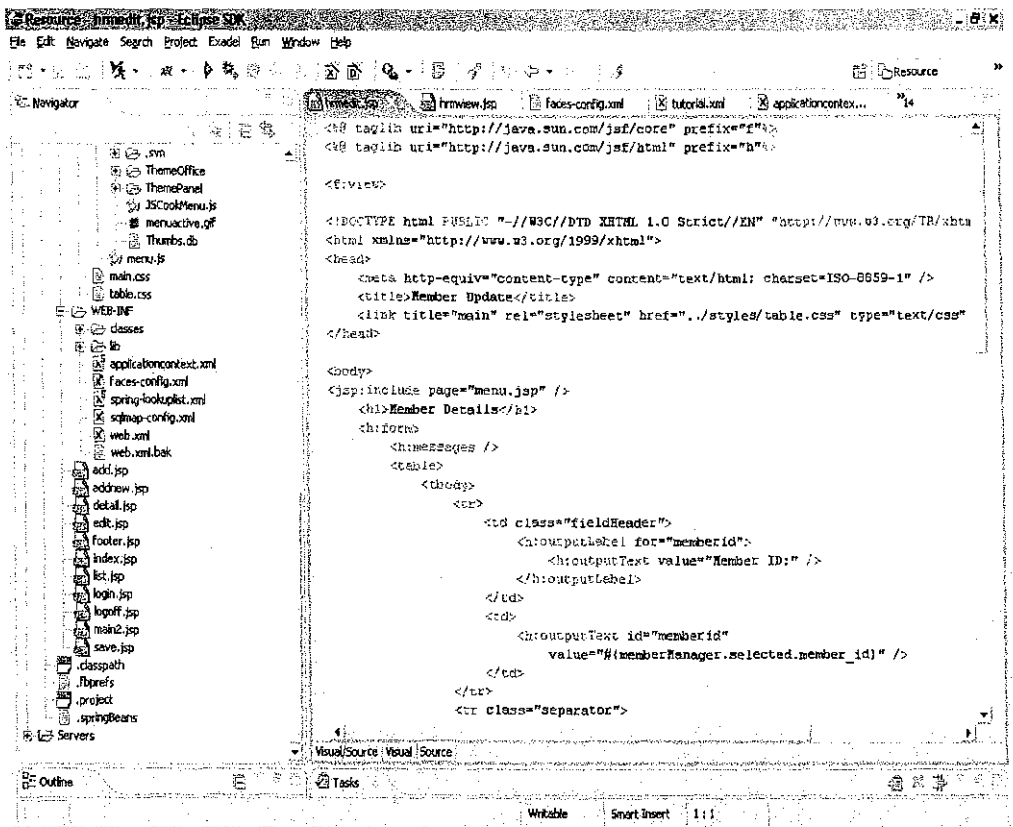 Resource - hrmedit.jsp - Eclipse SDK
File Edit Navigate Search Project Exadel Run Window Help
Resource
Navigator
hrmedit.jsp
hrmview.jsp
faces-config.xml
tutorial.xml
applicationcontex...
14
.svn
ThemeOffice
ThemePanel
JSCookMenu.js
menuactive.gif
Thumbs.db
menu.js
main.css
table.css
WEB-INF
classes
lib
applicationcontext.xml
faces-config.xml
spring-lookuplist.xml
sqlmap-config.xml
web.xml
web.xml.bak
add.jsp
addnew.jsp
detail.jsp
edit.jsp
footer.jsp
index.jsp
list.jsp
login.jsp
logoff.jsp
main2.jsp
save.jsp
.classpath
.fbprefs
.project
.springBeans
Servers
<%@ taglib uri="http://java.sun.com/jsf/core" prefix="f"%>
<%@ taglib uri="http://java.sun.com/jsf/html" prefix="h"%>
<f:view>
<!DOCTYPE html PUBLIC "-//W3C//DTD XHTML 1.0 Strict//EN" "http://www.w3.org/TR/xhtm
<html xmlns="http://www.w3.org/1999/xhtml">
<head>
<meta http-equiv="content-type" content="text/html; charset=ISO-8859-1" />
<title>Member Update</title>
<link title="main" rel="stylesheet" href="../styles/table.css" type="text/css"
</head>
<body>
<jsp:include page="menu.jsp" />
<h1>Member Details</h1>
<h:form>
<h:messages />
<table>
<tbody>
<tr>
<td class="fieldHeader">
<h:outputLabel for="memberid">
<h:outputText value="Member ID:" />
</h:outputLabel>
</td>
<td>
<h:outputText id="memberid"
value="#{memberManager.selected.member_id}" />
</td>
</tr>
<tr class="separator">
Visual/Source Visual Source
Outline
Tasks
Writable Smart Insert 1 : 1